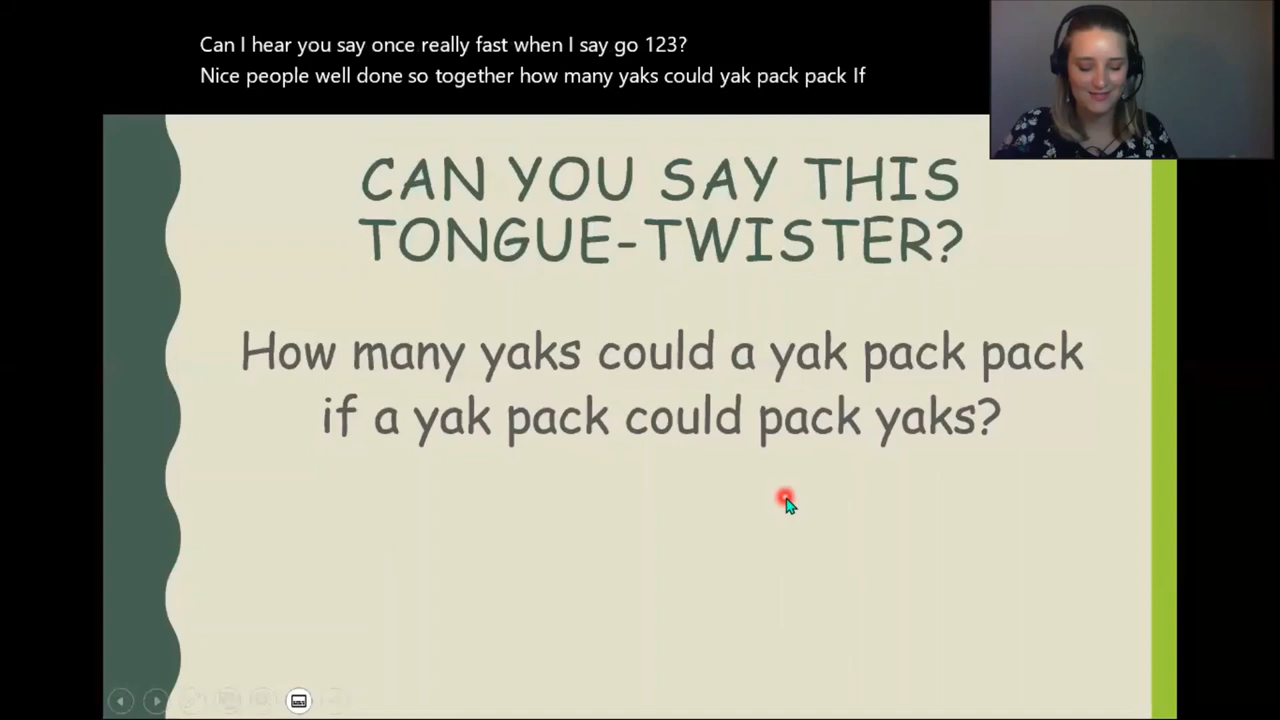 Can I hear you say once really fast when I say go 123?
Nice people well done so together how many yaks could yak pack pack If
CAN YOU SAY THIS
TONGUE-TWISTER?
How many yaks could a yak pack pack
if a yak pack could pack yaks?